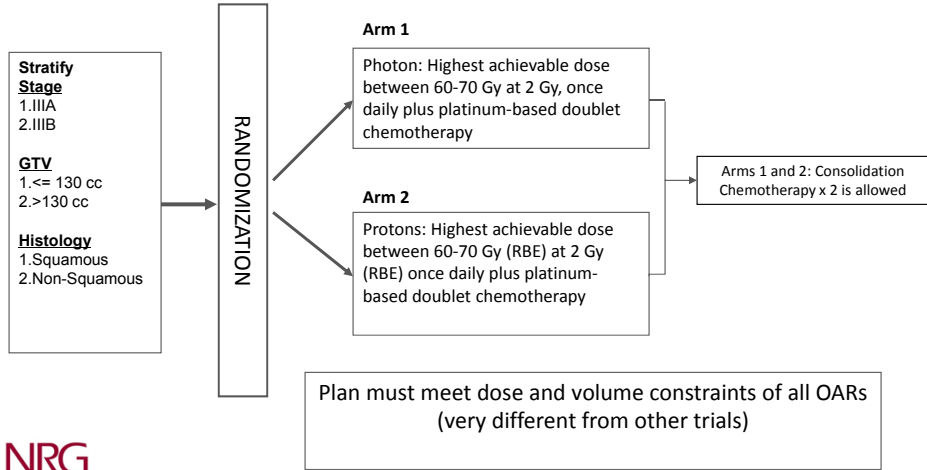 Stratify
Stage
1.IIIA
2.IIIB
GTV
1.<= 130 cc
2.>130 cc
Histology
1.Squamous
2.Non-Squamous
RANDOMIZATION
Arm 1
Photon: Highest achievable dose
between 60-70 Gy at 2 Gy, once
daily plus platinum-based doublet
chemotherapy
Arm 2
Protons: Highest achievable dose
between 60-70 Gy (RBE) at 2 Gy
(RBE) once daily plus platinum-
based doublet chemotherapy
Arms 1 and 2: Consolidation
Chemotherapy x 2 is allowed
Plan must meet dose and volume constraints of all OARs
(very different from other trials)
NRG